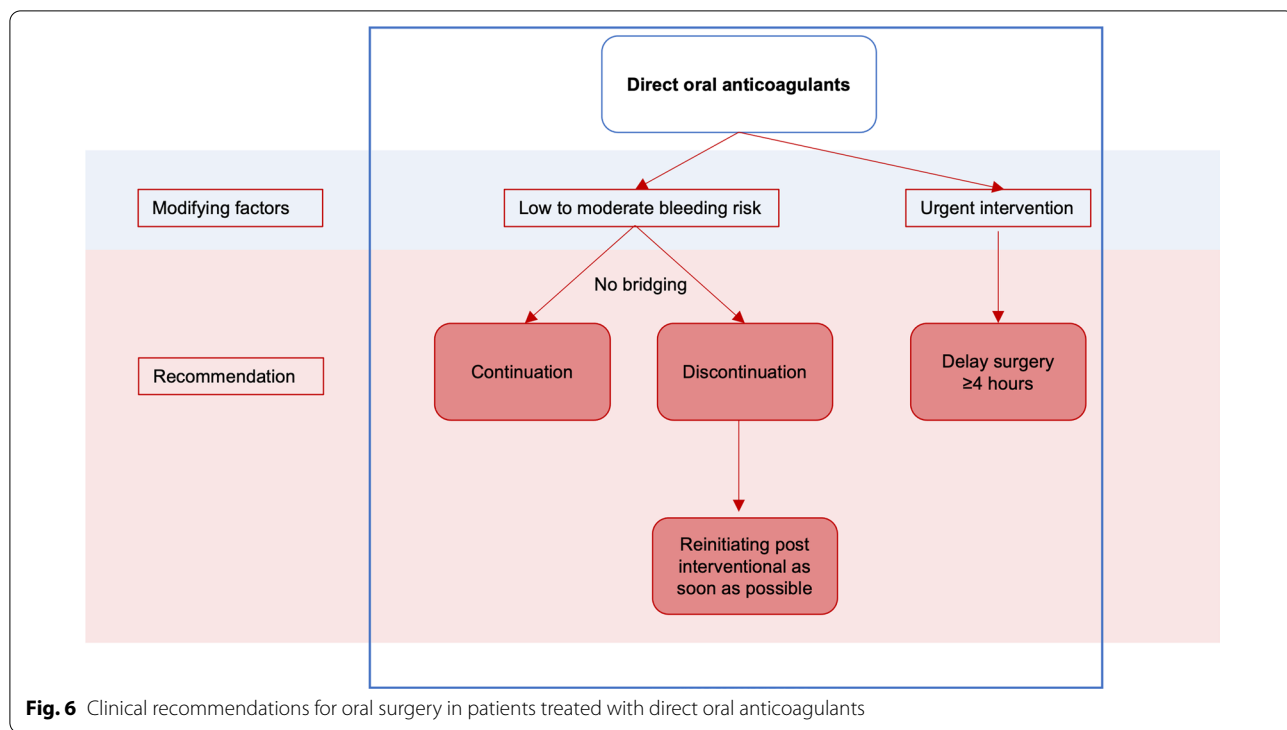 Direct oral anticoagulants
Modifying factors
Low to moderate bleeding risk
Urgent intervention
No bridging
Recommendation
Continuation
Discontinuation
Delay surgery
≥4 hours
Reinitiating post
interventional as
soon as possible
Fig. 6 Clinical recommendations for oral surgery in patients treated with direct oral anticoagulants